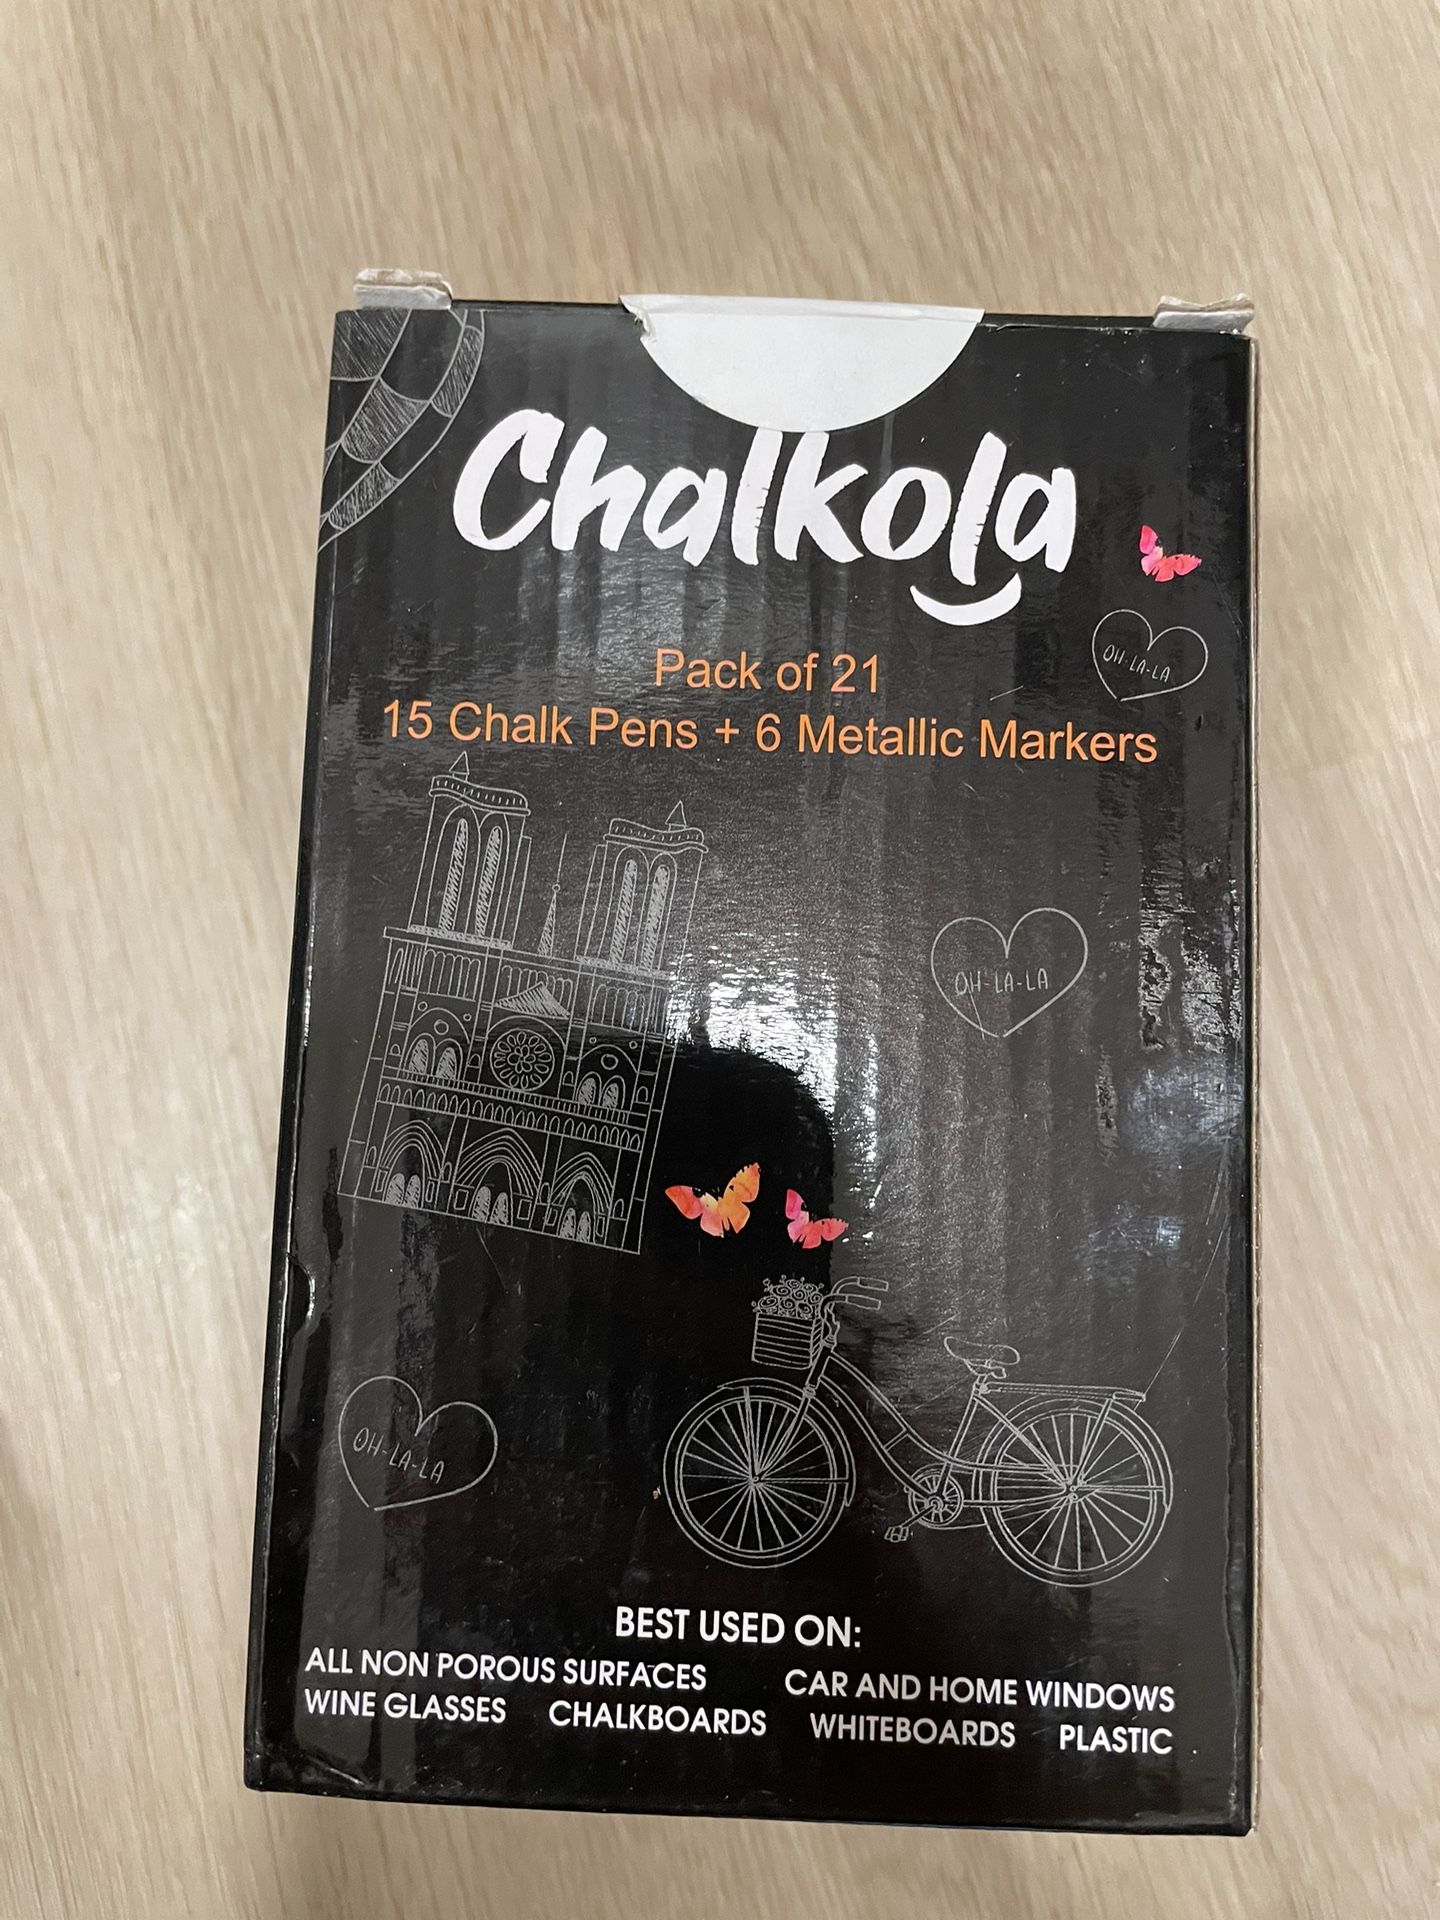 Chalkola
Pack of 21
15 Chalk Pens + 6 Metallic Markers
OH-LA-LA
OH-LA-LA
OH-LA-LA
BEST USED ON:
ALL NON POROUS SURFACES CAR AND HOME WINDOWS
WINE GLASSES CHALKBOARDS WHITEBOARDS PLASTIC